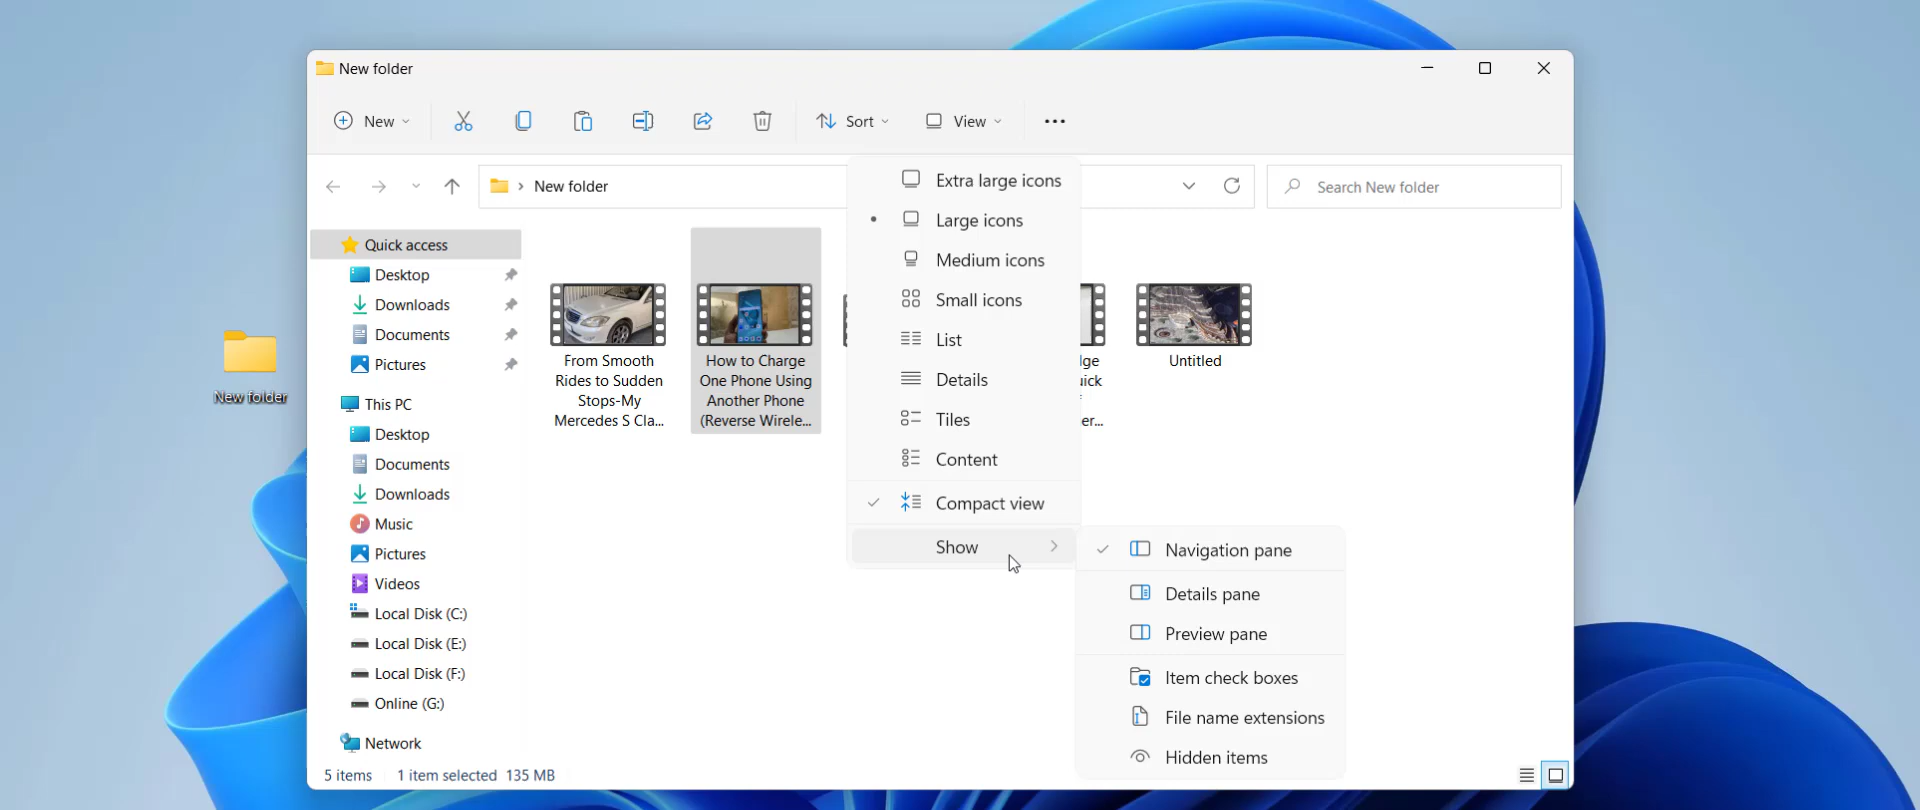 New folder
New
Sort
View
New folder
Search New folder
Quick access
Desktop
Downloads
Documents
Pictures
This PC
Desktop
Documents
Downloads
Music
Pictures
Videos
Local Disk (C:)
Local Disk (E:)
Local Disk (F:)
Online (G:)
Network
New folder
From Smooth
Rides to Sudden
Stops-My
Mercedes S Cla...
How to Charge
One Phone Using
Another Phone
(Reverse Wirele...
er...
Untitled
Extra large icons
Large icons
Medium icons
Small icons
List
Details
Tiles
Content
Compact view
Show
Navigation pane
Details pane
Preview pane
Item check boxes
File name extensions
Hidden items
5 items
1 item selected 135 MB